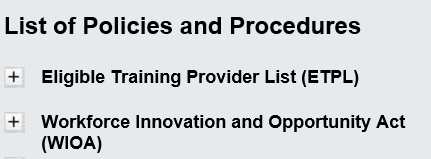 List of Policies and Procedures
+ Eligible Training Provider List (ETPL)
+ Workforce Innovation and Opportunity Act
(WIOA)